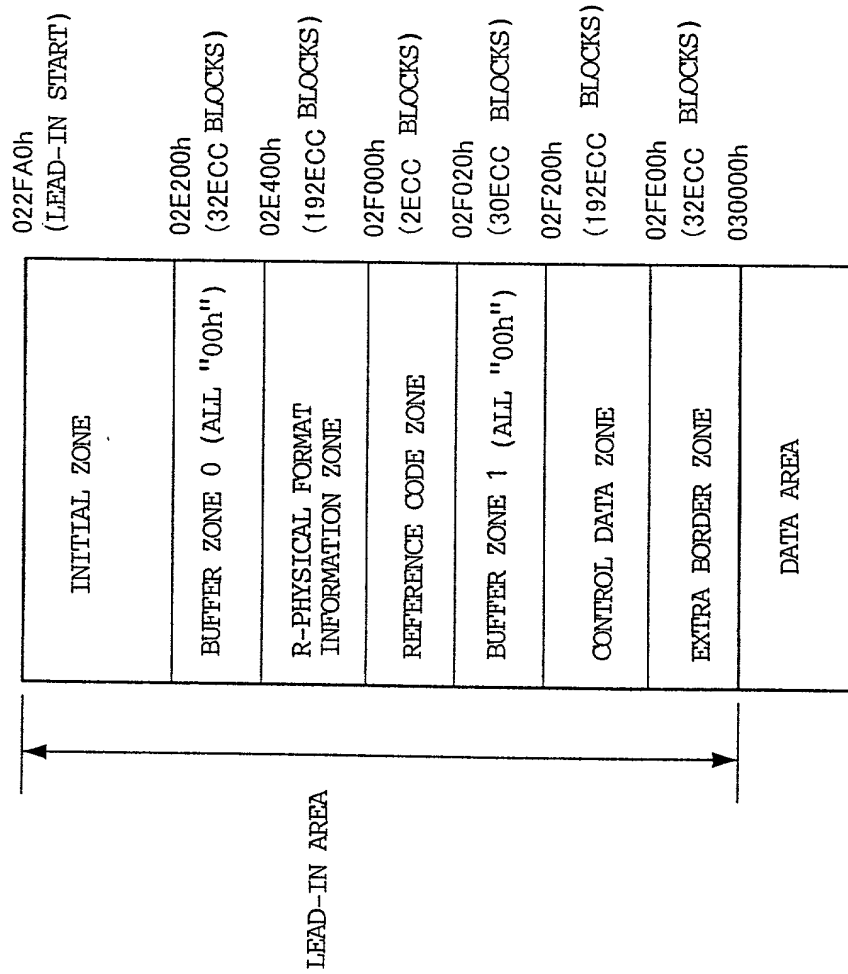 022FA0h
(LEAD-IN START)
INITIAL ZONE
02E200h
(32ECC BLOCKS)
BUFFER ZONE 0 (ALL "00h")
02E400h
(192ECC BLOCKS)
R-PHYSICAL FORMAT
INFORMATION ZONE
02F000h
(2ECC BLOCKS)
REFERENCE CODE ZONE
02F020h
(30ECC BLOCKS)
BUFFER ZONE 1 (ALL "00h")
02F200h
(192ECC BLOCKS)
CONTROL DATA ZONE
02FE00h
(32ECC BLOCKS)
EXTRA BORDER ZONE
030000h
DATA AREA
LEAD-IN AREA